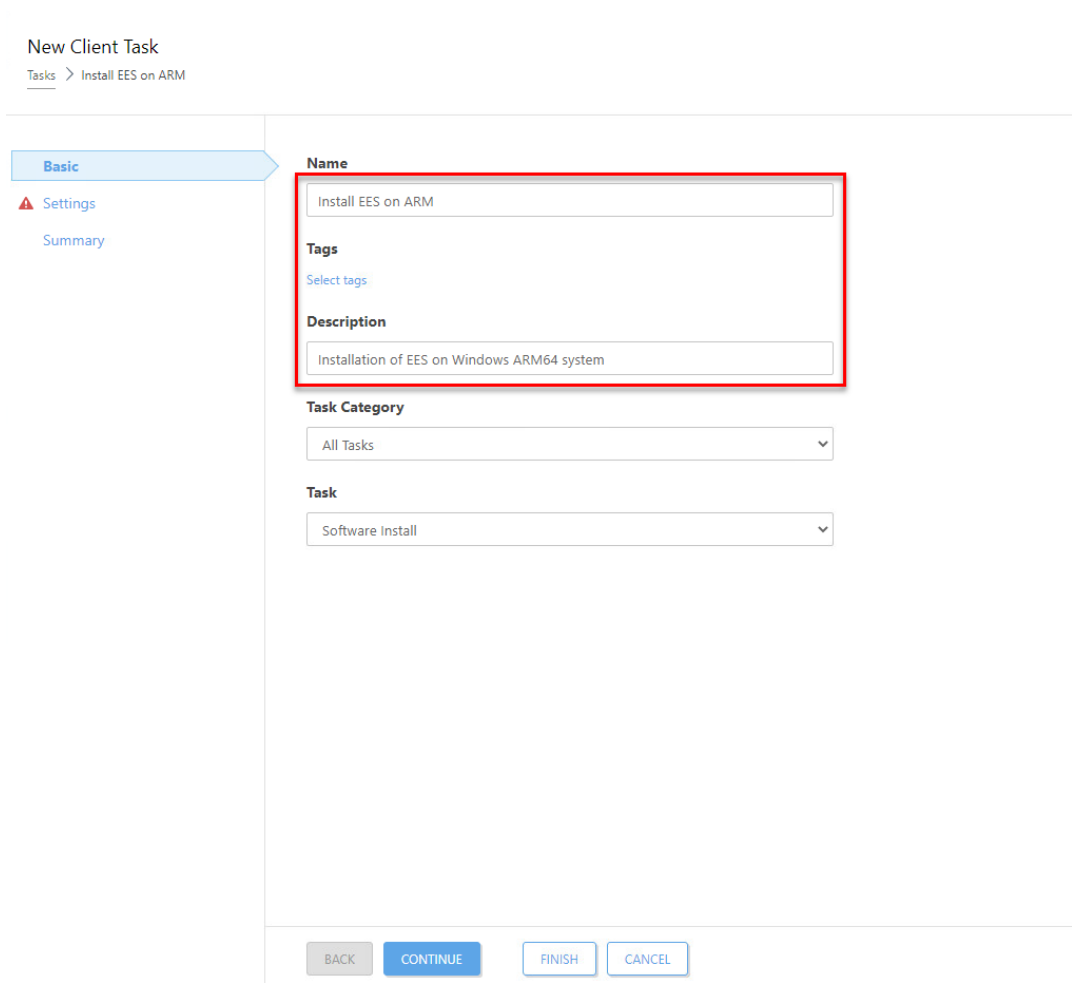 New Client Task
Tasks > Install EES on ARM
Basic
Settings
Summary
Name
Install EES on ARM
Tags
Select tags
Description
Installation of EES on Windows ARM64 system
Task Category
All Tasks
Task
Software Install
BACK CONTINUE FINISH CANCEL